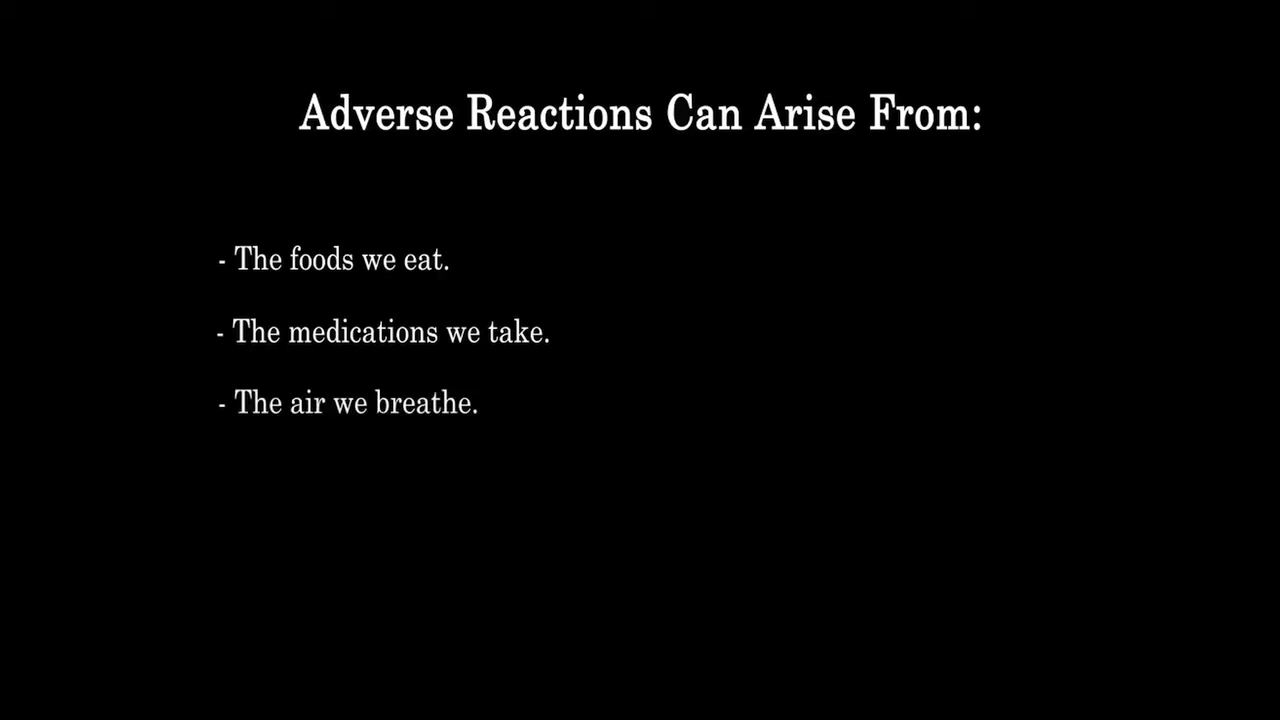 Adverse Reactions Can Arise From:
- The foods we eat.
- The medications we take.
- The air we breathe.